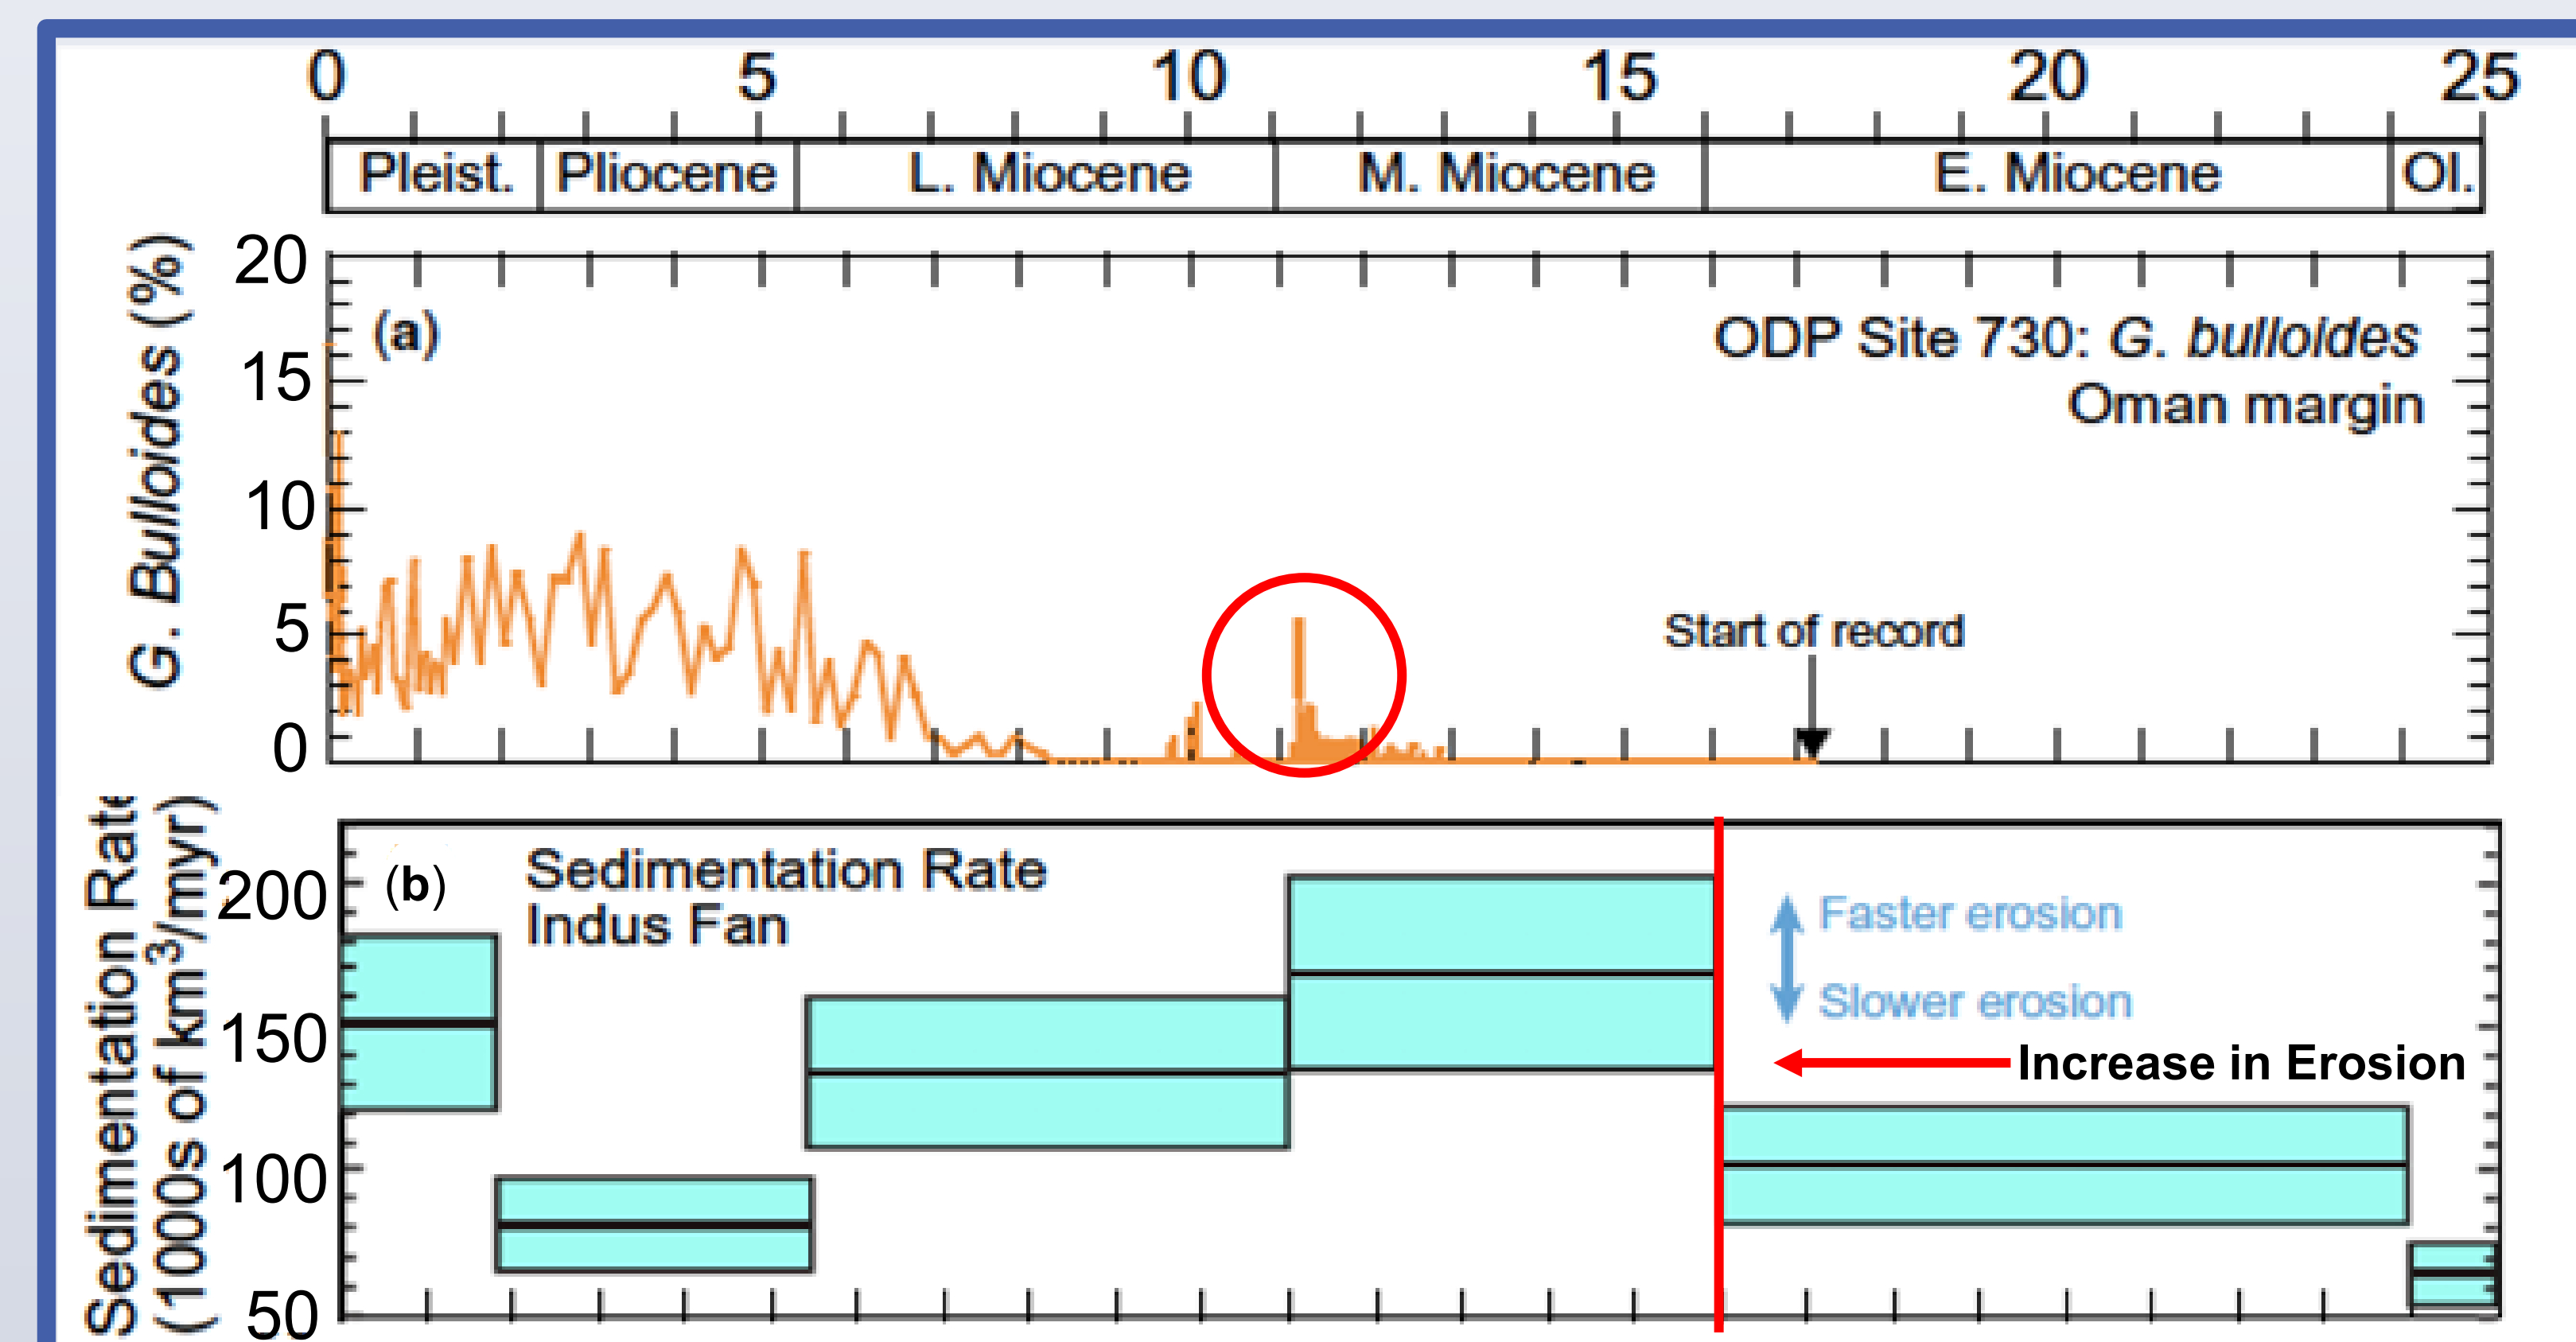 0 5 10 15 20 25
Pleist. Pliocene L. Miocene M. Miocene E. Miocene Ol.
G. Bulloides (%)
20
15
10
5
0
(a)
ODP Site 730: G. bulloides
Oman margin
Start of record
Sedimentation Rate
(1000s of km³/myr)
200
150
100
50
(b)
Sedimentation Rate
Indus Fan
Faster erosion
Slower erosion
Increase in Erosion